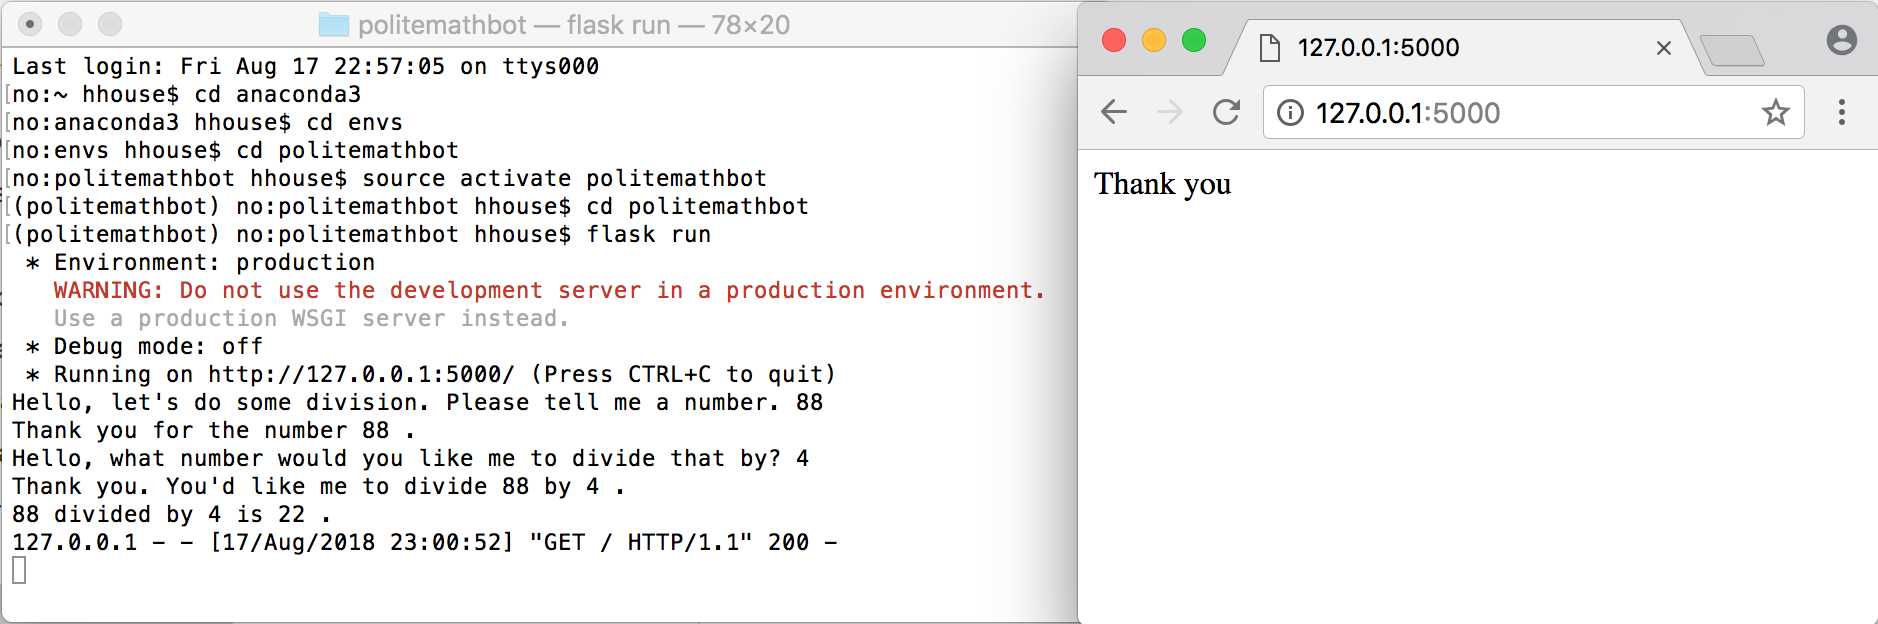 politemathbot — flask run — 78×20
Last login: Fri Aug 17 22:57:05 on ttys000
[no:~ hhouse$ cd anaconda3
[no:anaconda3 hhouse$ cd envs
[no:envs hhouse$ cd politemathbot
[no:politemathbot hhouse$ source activate politemathbot
[(politemathbot) no:politemathbot hhouse$ cd politemathbot
[(politemathbot) no:politemathbot hhouse$ flask run
* Environment: production
WARNING: Do not use the development server in a production environment.
Use a production WSGI server instead.
* Debug mode: off
* Running on http://127.0.0.1:5000/ (Press CTRL+C to quit)
Hello, let's do some division. Please tell me a number. 88
Thank you for the number 88 .
Hello, what number would you like me to divide that by? 4
Thank you. You'd like me to divide 88 by 4 .
88 divided by 4 is 22 .
127.0.0.1 - - [17/Aug/2018 23:00:52] "GET / HTTP/1.1" 200 -
127.0.0.1:5000
127.0.0.1:5000
Thank you